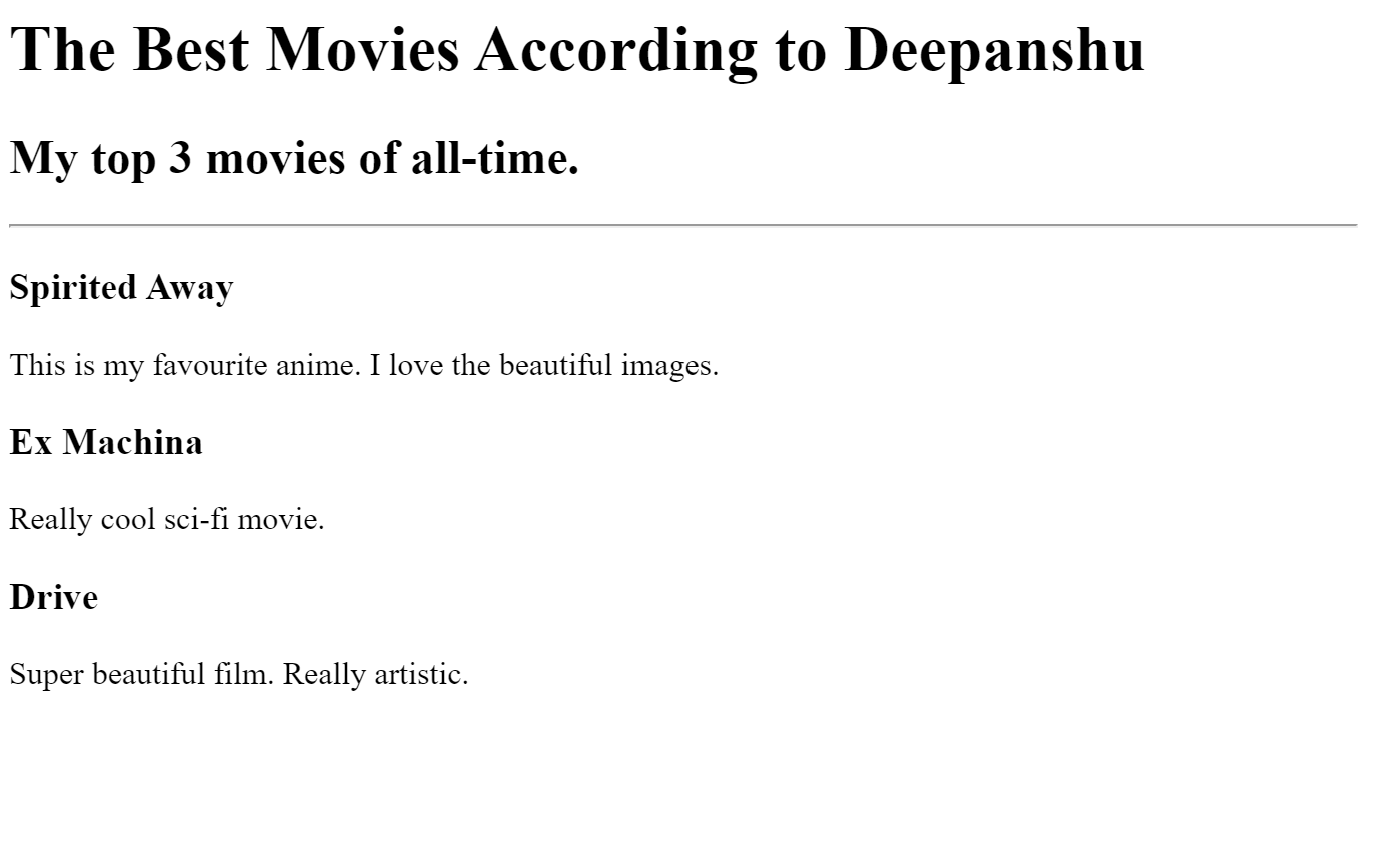 The Best Movies According to Deepanshu
My top 3 movies of all-time.
Spirited Away
This is my favourite anime. I love the beautiful images.
Ex Machina
Really cool sci-fi movie.
Drive
Super beautiful film. Really artistic.